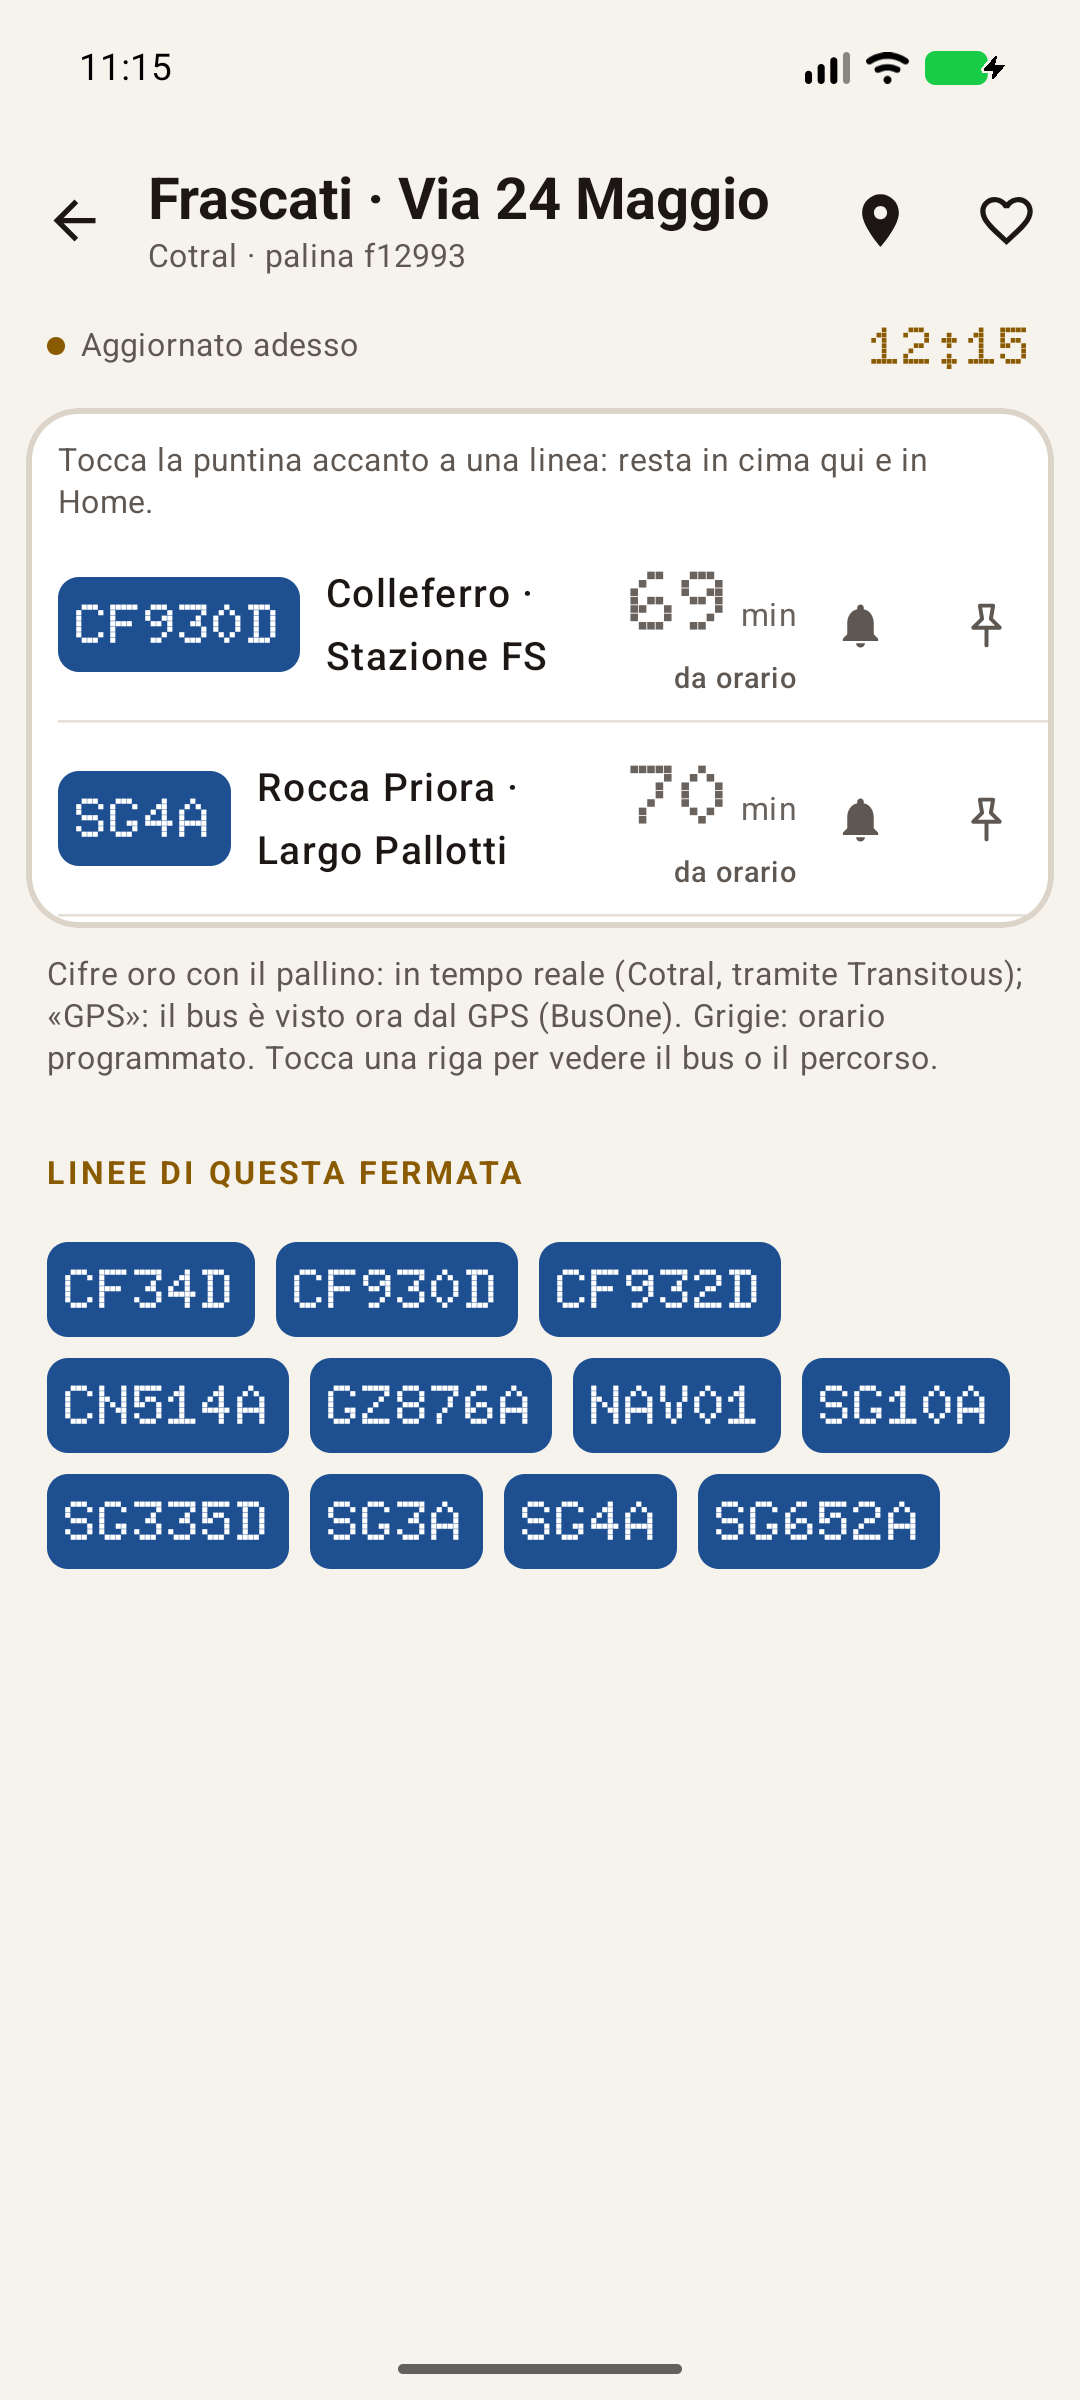 11:15
Frascati · Via 24 Maggio
Cotral · palina f12993
Aggiornato adesso
12:15
Tocca la puntina accanto a una linea: resta in cima qui e in
Home.
CF930D
Colleferro ·
Stazione FS
69 min
da orario
SG4A
Rocca Priora ·
Largo Pallotti
70 min
da orario
Cifre oro con il pallino: in tempo reale (Cotral, tramite Transitous);
«GPS»: il bus è visto ora dal GPS (BusOne). Grigie: orario
programmato. Tocca una riga per vedere il bus o il percorso.
LINEE DI QUESTA FERMATA
CF34D CF930D CF932D
CN514A GZ876A NAV01 SG10A
SG335D SG3A SG4A SG652A